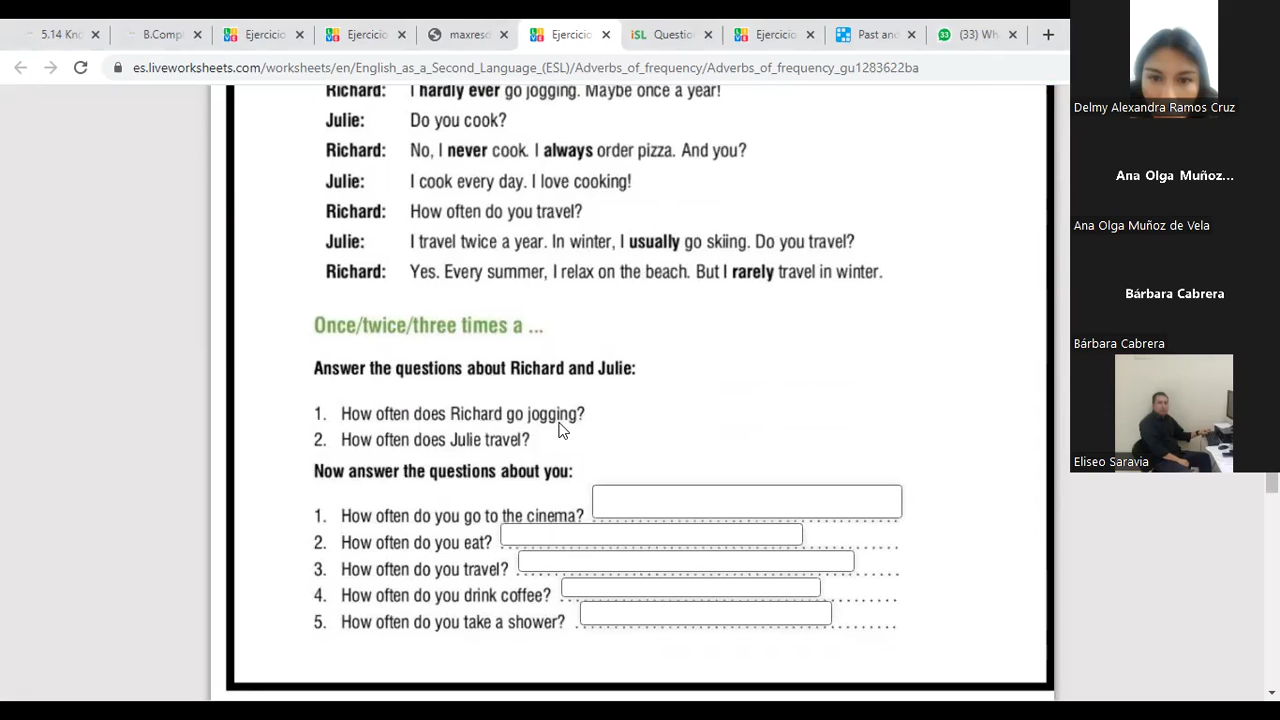 5.14 Kno
B.Compl
Ejercicio
Ejercicio
maxreso
Ejercicio
iSL Questio
Ejercicio
Past and
33 (33) Wh
es.liveworksheets.com/worksheets/en/English_as_a_Second_Language_(ESL)/Adverbs_of_frequency/Adverbs_of_frequency_gu1283622ba
Richard: I hardly ever go jogging. Maybe once a year!
Julie: Do you cook?
Richard: No, I never cook. I always order pizza. And you?
Julie: I cook every day. I love cooking!
Richard: How often do you travel?
Julie: I travel twice a year. In winter, I usually go skiing. Do you travel?
Richard: Yes. Every summer, I relax on the beach. But I rarely travel in winter.
Once/twice/three times a ...
Answer the questions about Richard and Julie:
1. How often does Richard go jogging?
2. How often does Julie travel?
Now answer the questions about you:
1. How often do you go to the cinema?
2. How often do you eat?
3. How often do you travel?
4. How often do you drink coffee?
5. How often do you take a shower?
Delmy Alexandra Ramos Cruz
Ana Olga Muñoz...
Ana Olga Muñoz de Vela
Bárbara Cabrera
Bárbara Cabrera
Eliseo Saravia